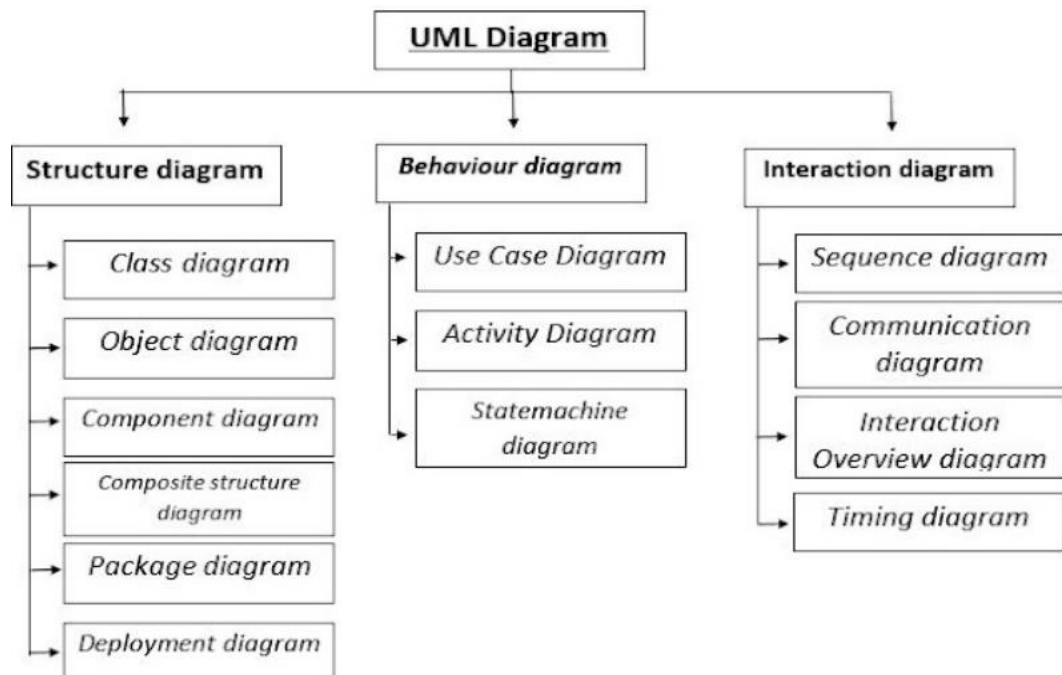 UML Diagram
Structure diagram
Class diagram
Object diagram
Component diagram
Composite structure
diagram
Package diagram
Deployment diagram
Behaviour diagram
Use Case Diagram
Activity Diagram
Statemachine
diagram
Interaction diagram
Sequence diagram
Communication
diagram
Interaction
Overview diagram
Timing diagram